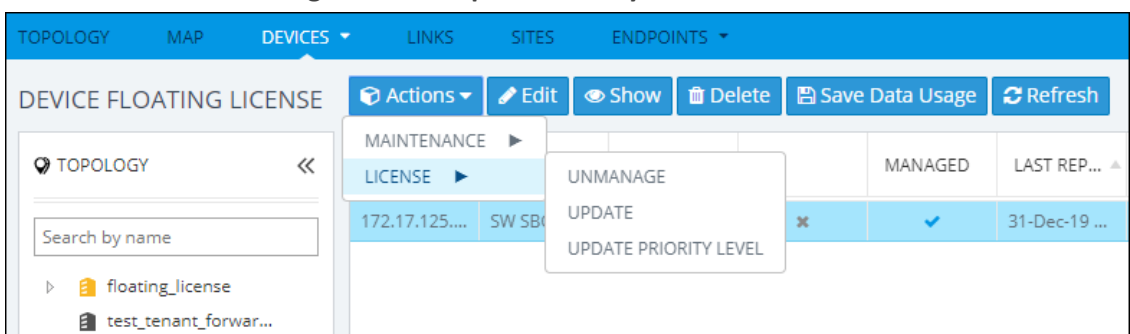 TOPOLOGY MAP DEVICES LINKS SITES ENDPOINTS
DEVICE FLOATING LICENSE
Actions Edit Show Delete Save Data Usage Refresh
MAINTENANCE
LICENSE
UNMANAGE
UPDATE
UPDATE PRIORITY LEVEL
MANAGED LAST REP...
172.17.125.... SW SB 31-Dec-19 ...
TOPOLOGY
Search by name
floating_license
test_tenant_forwar...